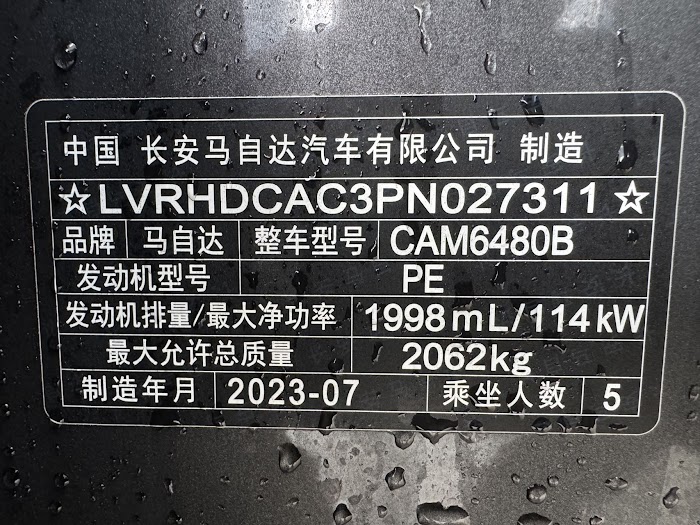 中国 长安马自达汽车有限公司 制造
☆LVRHDCAC3PN027311☆
品牌 马自达 整车型号 CAM6480B
发动机型号 PE
发动机排量/最大净功率 1998mL/114kW
最大允许总质量 2062kg
制造年月 2023-07 乘坐人数 5